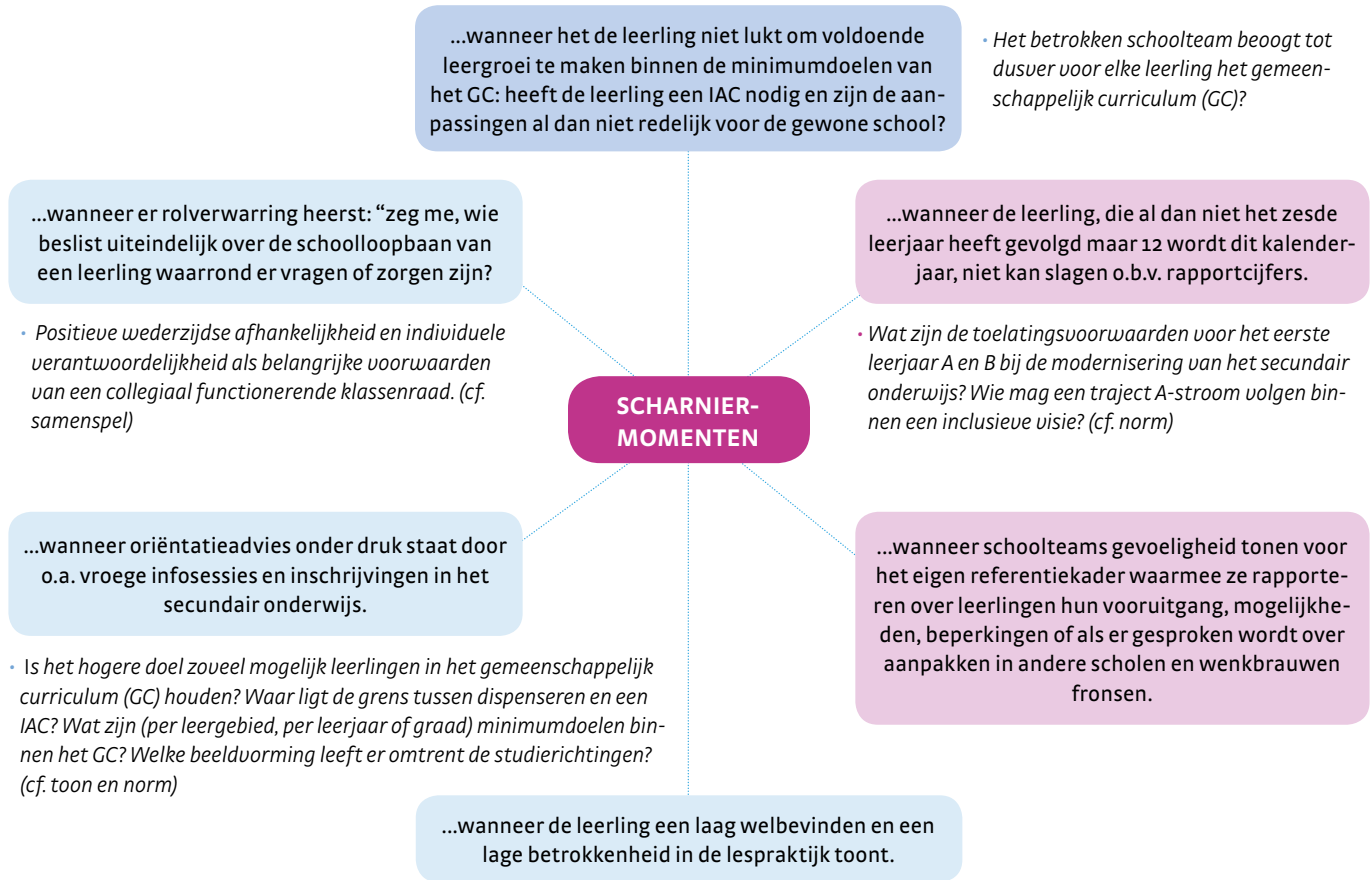 ...wanneer het de leerling niet lukt om voldoende
leergroei te maken binnen de minimumdoelen van
het GC: heeft de leerling een IAC nodig en zijn de aan-
passingen al dan niet redelijk voor de gewone school?
• Het betrokken schoolteam beoogt tot
dusver voor elke leerling het gemeen-
schappelijk curriculum (GC)?
...wanneer er rolverwarring heerst: “zeg me, wie
beslist uiteindelijk over de schoolloopbaan van
een leerling waarrond er vragen of zorgen zijn?
• Positieve wederzijdse afhankelijkheid en individuele
verantwoordelijkheid als belangrijke voorwaarden
van een collegiaal functionerende klassenraad. (cf.
samenspel)
...wanneer de leerling, die al dan niet het zesde
leerjaar heeft gevolgd maar 12 wordt dit kalender-
jaar, niet kan slagen o.b.v. rapportcijfers.
• Wat zijn de toelatingsvoorwaarden voor het eerste
leerjaar A en B bij de modernisering van het secundair
onderwijs? Wie mag een traject A-stroom volgen bin-
nen een inclusieve visie? (cf. norm)
SCHARNIER-
MOMENTEN
...wanneer oriëntatieadvies onder druk staat door
o.a. vroege infosessies en inschrijvingen in het
secundair onderwijs.
• Is het hogere doel zoveel mogelijk leerlingen in het gemeenschappelijk
curriculum (GC) houden? Waar ligt de grens tussen dispenseren en een
IAC? Wat zijn (per leergebied, per leerjaar of graad) minimumdoelen bin-
nen het GC? Welke beeldvorming leeft er omtrent de studierichtingen?
(cf. toon en norm)
...wanneer schoolteams gevoeligheid tonen voor
het eigen referentiekader waarmee ze rapporte-
ren over leerlingen hun vooruitgang, mogelijkhe-
den, beperkingen of als er gesproken wordt over
aanpakken in andere scholen en wenkbrauwen
fronsen.
...wanneer de leerling een laag welbevinden en een
lage betrokkenheid in de lespraktijk toont.